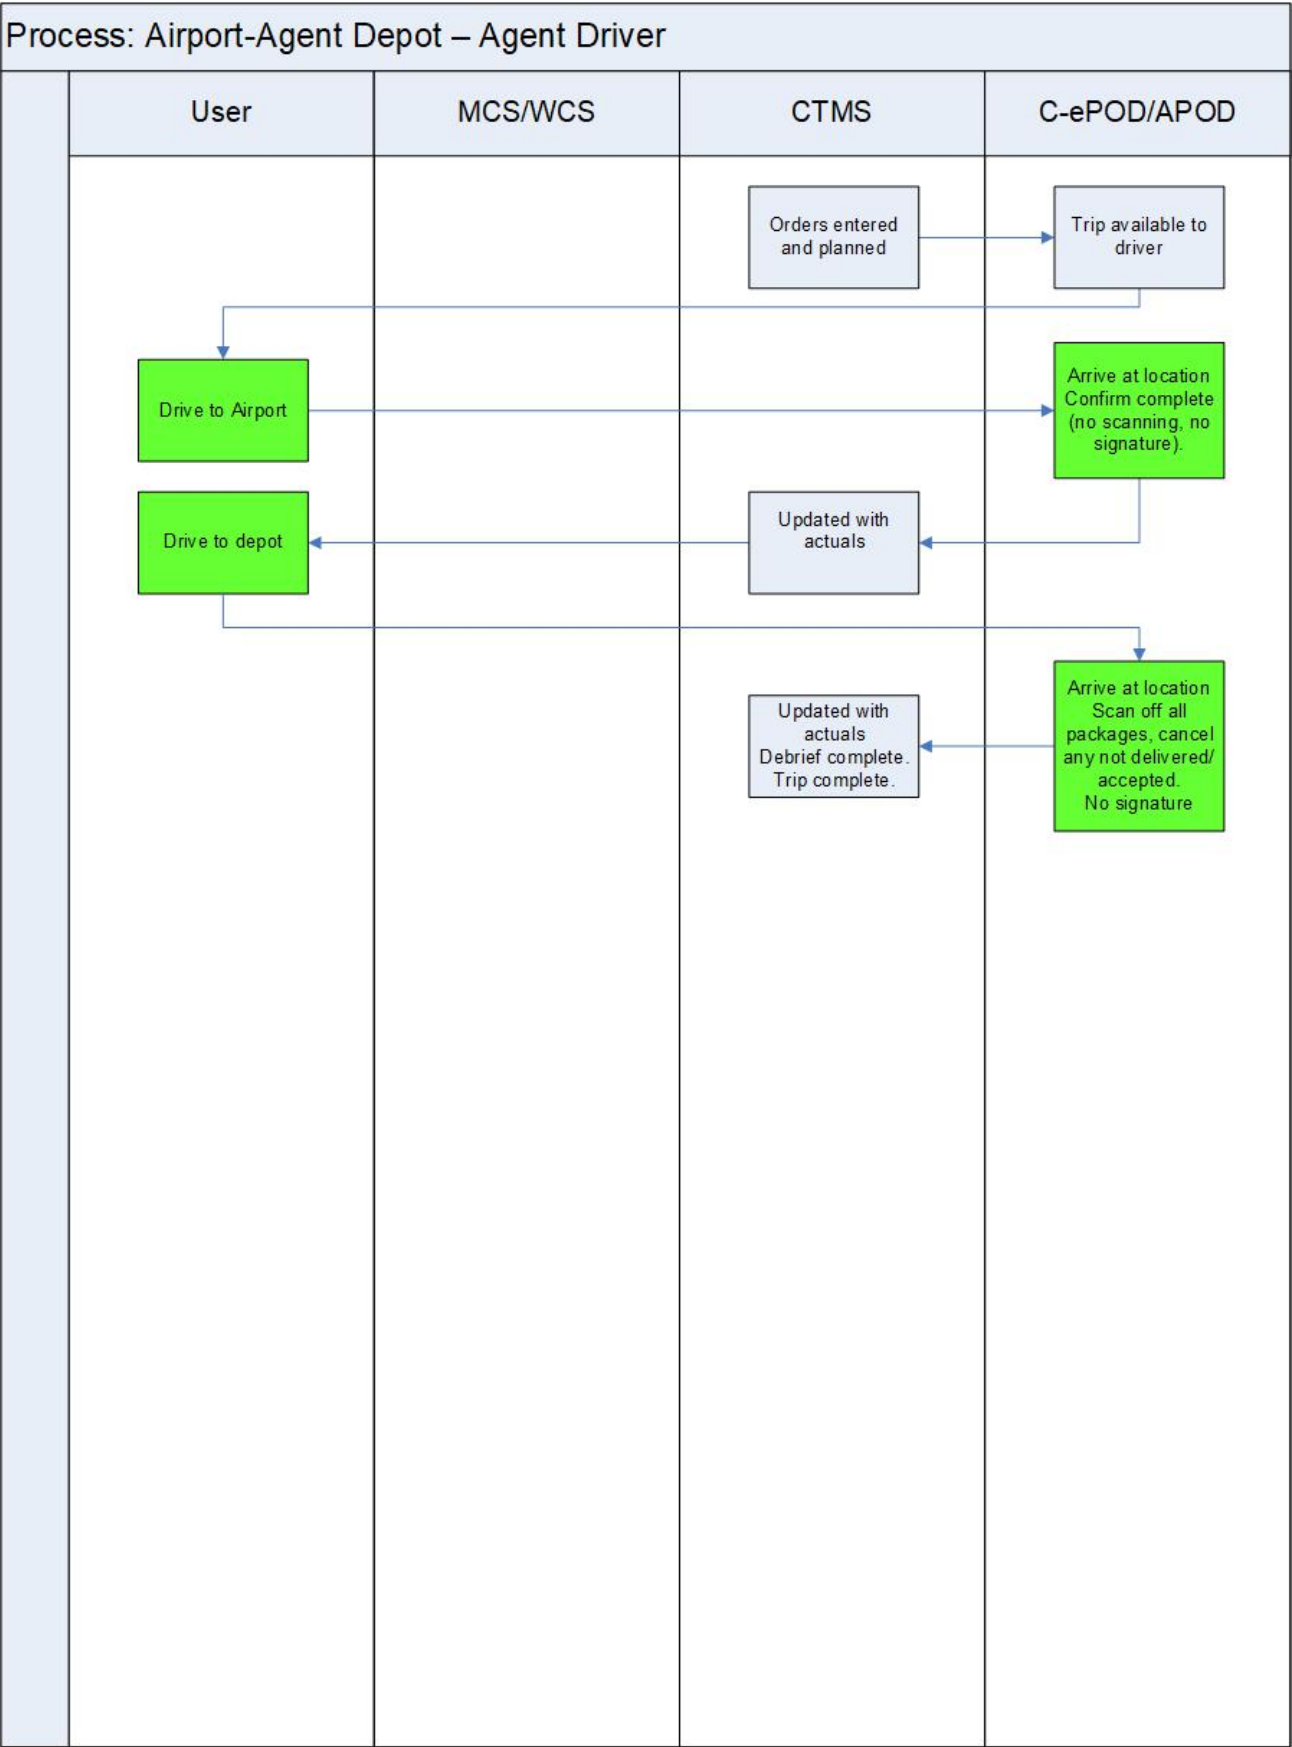 Process: Airport-Agent Depot – Agent Driver
User
MCS/WCS
CTMS
C-ePOD/APOD
Orders entered
and planned
Trip available to
driver
Drive to Airport
Arrive at location
Confirm complete
(no scanning, no
signature).
Drive to depot
Updated with
actuals
Updated with
actuals
Debrief complete.
Trip complete.
Arrive at location
Scan off all
packages, cancel
any not delivered/
accepted.
No signature